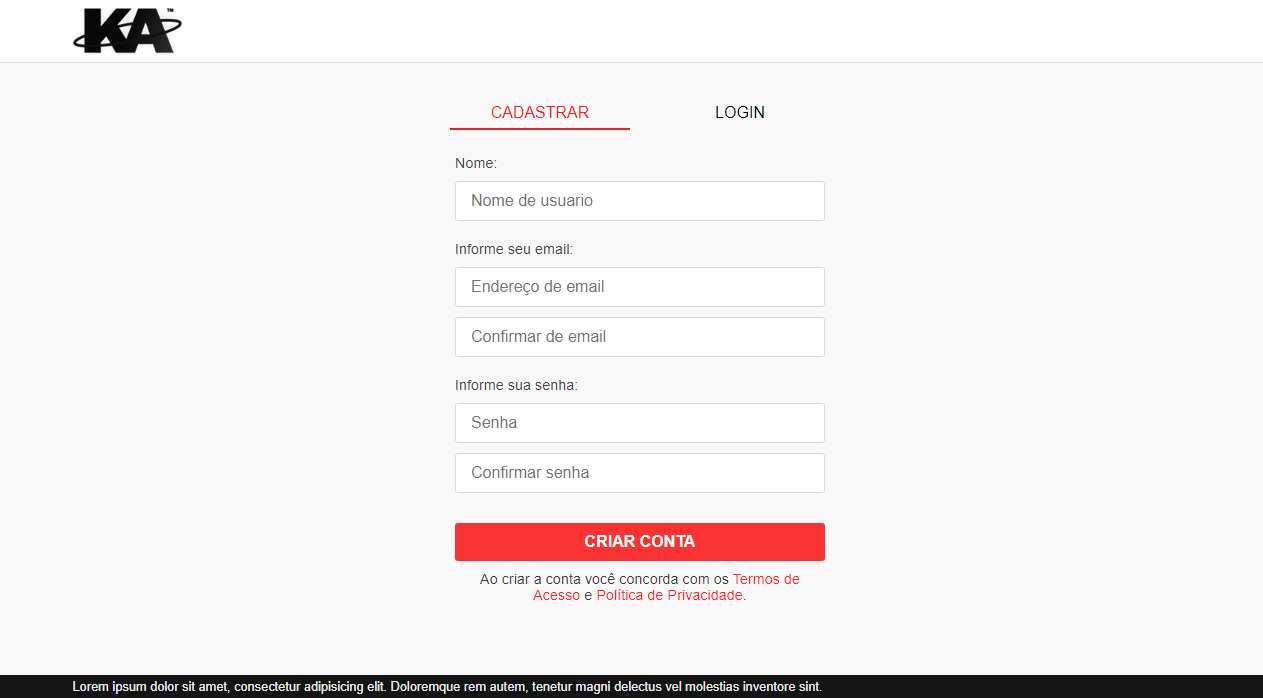 KA™
CADASTRAR
LOGIN
Nome:
Nome de usuario
Informe seu email:
Endereço de email
Confirmar de email
Informe sua senha:
Senha
Confirmar senha
CRIAR CONTA
Ao criar a conta você concorda com os Termos de
Acesso e Política de Privacidade.
Lorem ipsum dolor sit amet, consectetur adipisicing elit. Doloremque rem autem, tenetur magni delectus vel molestias inventore sint.